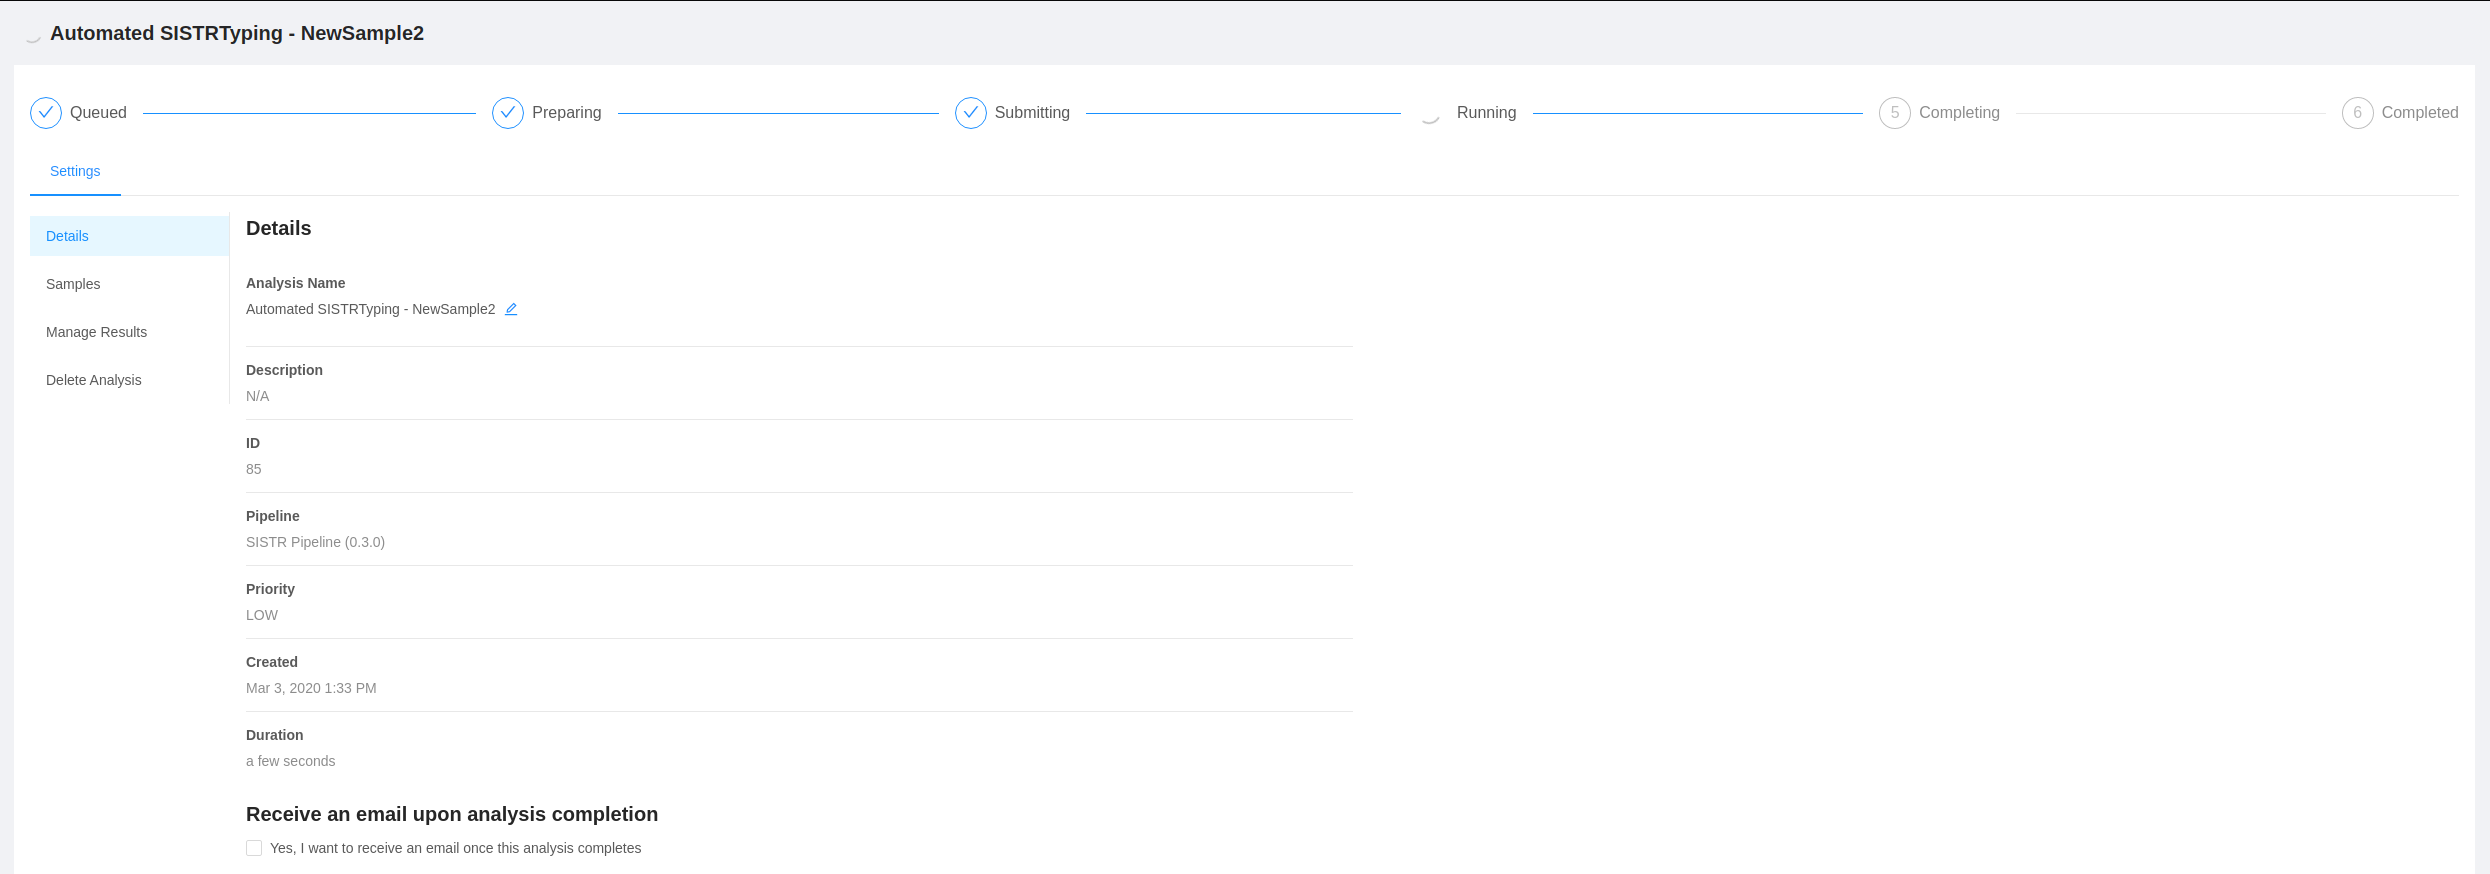 Automated SISTRTyping - NewSample2
Queued Preparing Submitting Running 5 Completing 6 Completed
Settings
Details
Samples
Manage Results
Delete Analysis
Details
Analysis Name
Automated SISTRTyping - NewSample2
Description
N/A
ID
85
Pipeline
SISTR Pipeline (0.3.0)
Priority
LOW
Created
Mar 3, 2020 1:33 PM
Duration
a few seconds
Receive an email upon analysis completion
Yes, I want to receive an email once this analysis completes